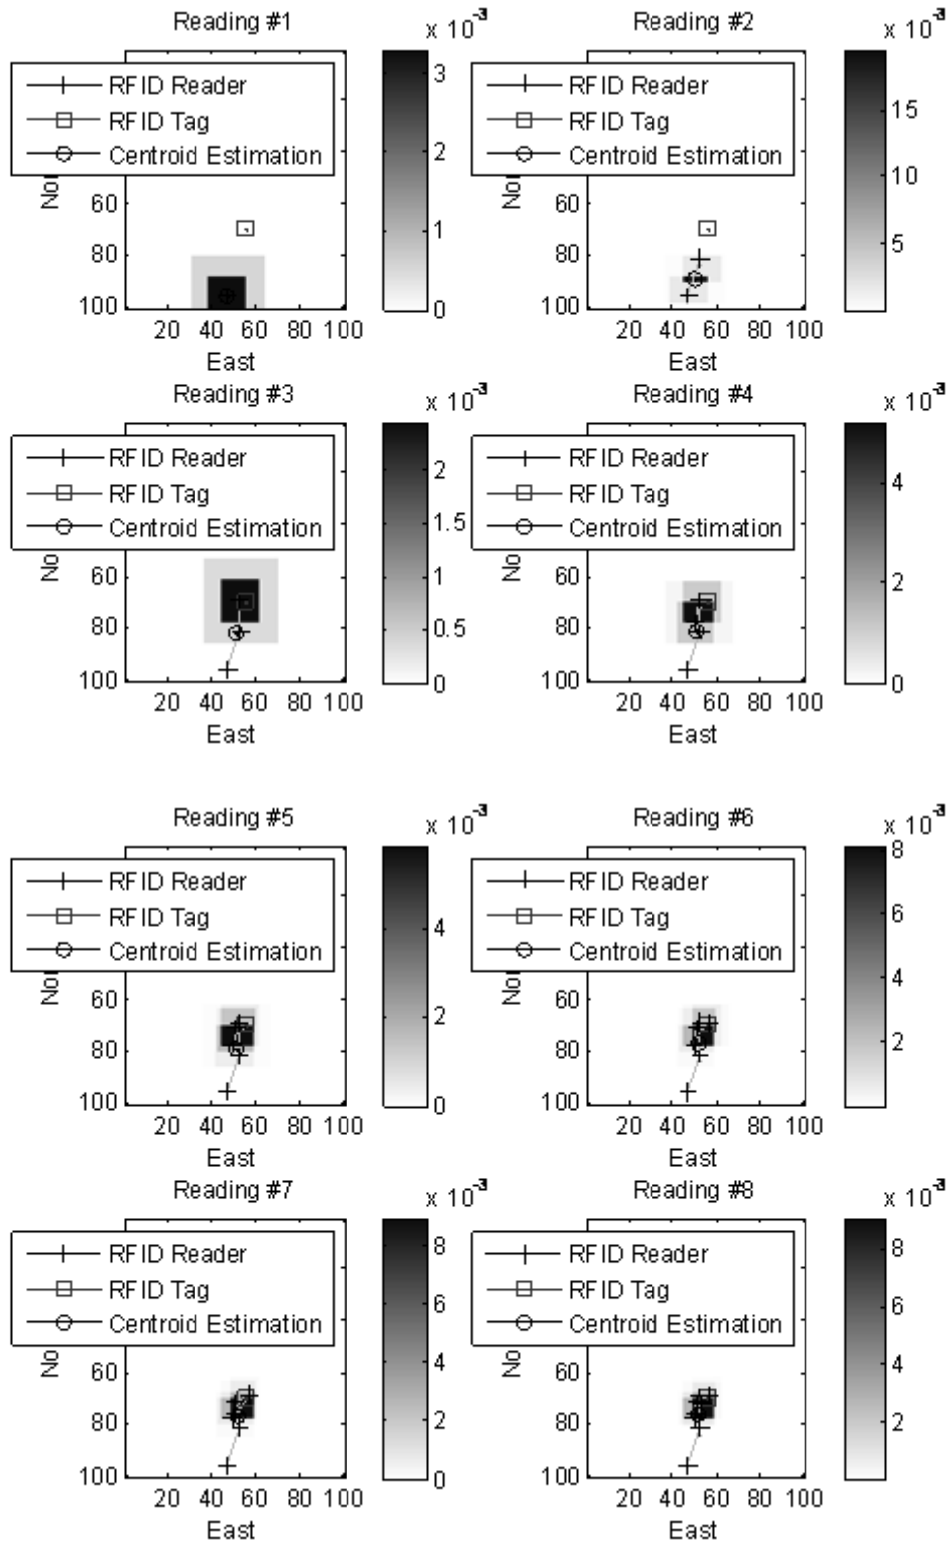 Reading #1
x 10-3
RFID Reader
RFID Tag
Centroid Estimation
3
2
1
0
60
80
100
20 40 60 80 100
East
Reading #2
x 10-3
RFID Reader
RFID Tag
Centroid Estimation
15
10
5
60
80
100
20 40 60 80 100
East
Reading #3
x 10-3
RFID Reader
RFID Tag
Centroid Estimation
2
1.5
1
0.5
0
No
60
80
100
20 40 60 80 100
East
Reading #4
x 10-3
RFID Reader
RFID Tag
Centroid Estimation
4
2
0
No
60
80
100
20 40 60 80 100
East
Reading #5
x 10-3
RFID Reader
RFID Tag
Centroid Estimation
4
2
0
60
80
100
20 40 60 80 100
East
Reading #6
x 10-3
RFID Reader
RFID Tag
Centroid Estimation
8
6
4
2
60
80
100
20 40 60 80 100
East
Reading #7
x 10-3
RFID Reader
RFID Tag
Centroid Estimation
8
6
4
2
0
No
60
80
100
20 40 60 80 100
East
Reading #8
x 10-3
RFID Reader
RFID Tag
Centroid Estimation
8
6
4
2
No
60
80
100
20 40 60 80 100
East